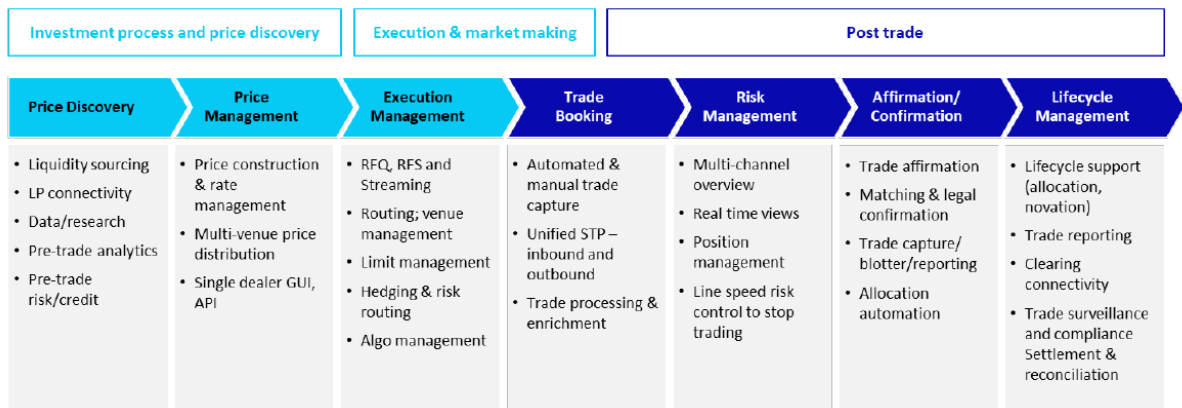 Investment process and price discovery
Execution & market making
Post trade
Price Discovery
Price
Management
Execution
Management
Trade
Booking
Risk
Management
Affirmation/
Confirmation
Lifecycle
Management
• Liquidity sourcing
• LP connectivity
• Data/research
• Pre-trade analytics
• Pre-trade
risk/credit
• Price construction
& rate
management
• Multi-venue price
distribution
• Single dealer GUI,
API
• RFQ, RFS and
Streaming
• Routing; venue
management
• Limit management
• Hedging & risk
routing
• Algo management
• Automated &
manual trade
capture
• Unified STP –
inbound and
outbound
• Trade processing &
enrichment
• Multi-channel
overview
• Real time views
• Position
management
• Line speed risk
control to stop
trading
• Trade affirmation
• Matching & legal
confirmation
• Trade capture/
blotter/reporting
• Allocation
automation
• Lifecycle support
(allocation,
novation)
• Trade reporting
• Clearing
connectivity
• Trade surveillance
and compliance
Settlement &
reconciliation